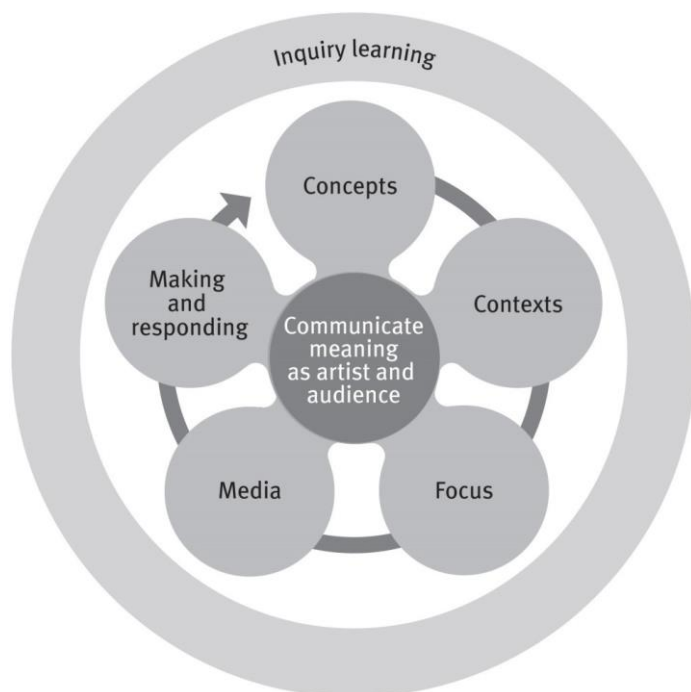 Inquiry learning
Concepts
Contexts
Focus
Media
Making
and
responding
Communicate
meaning
as artist and
audience